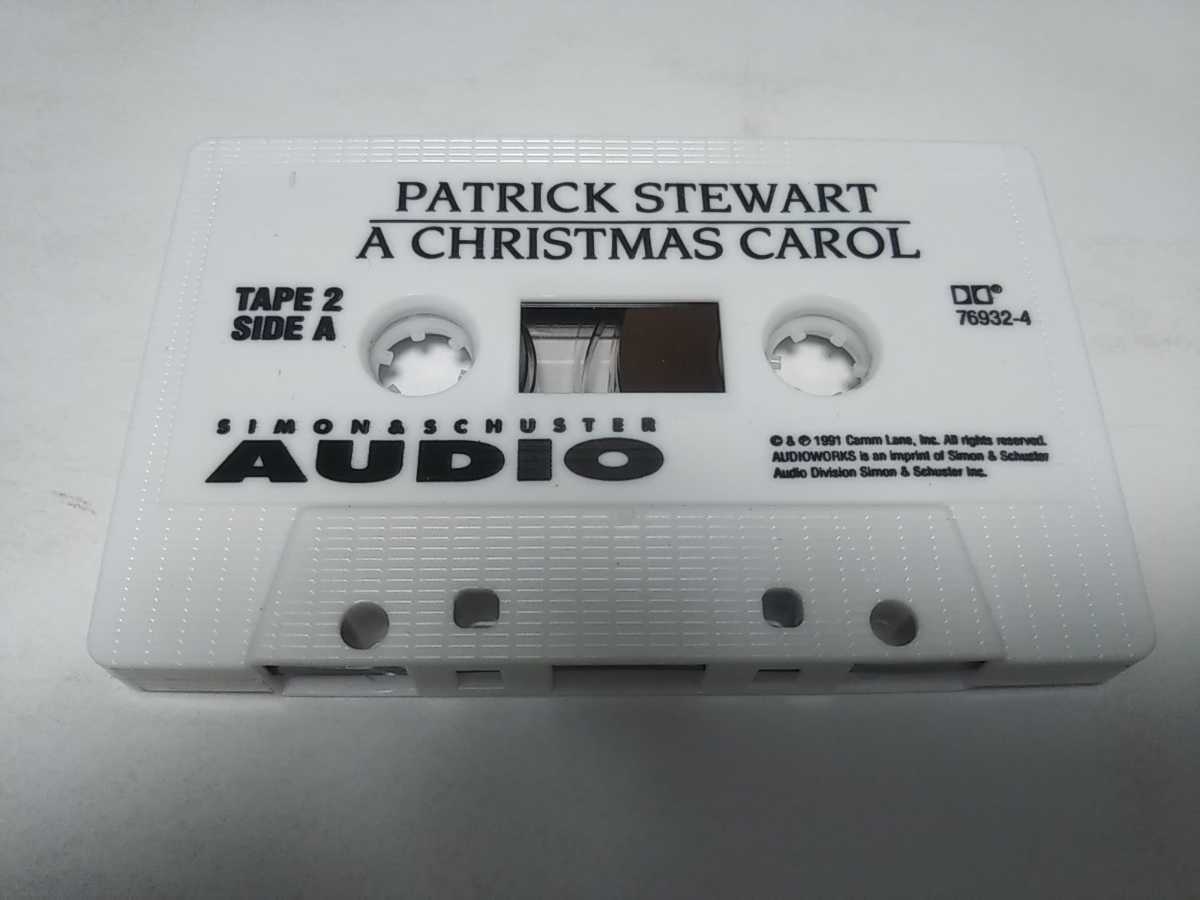 PATRICK STEWART
A CHRISTMAS CAROL
TAPE 2
SIDE A
76932-4
SIMON & SCHUSTER
AUDIO
© & ℗ 1991 Camm Lane, Inc. All rights reserved.
AUDIOWORKS is an imprint of Simon & Schuster
Audio Division Simon & Schuster Inc.